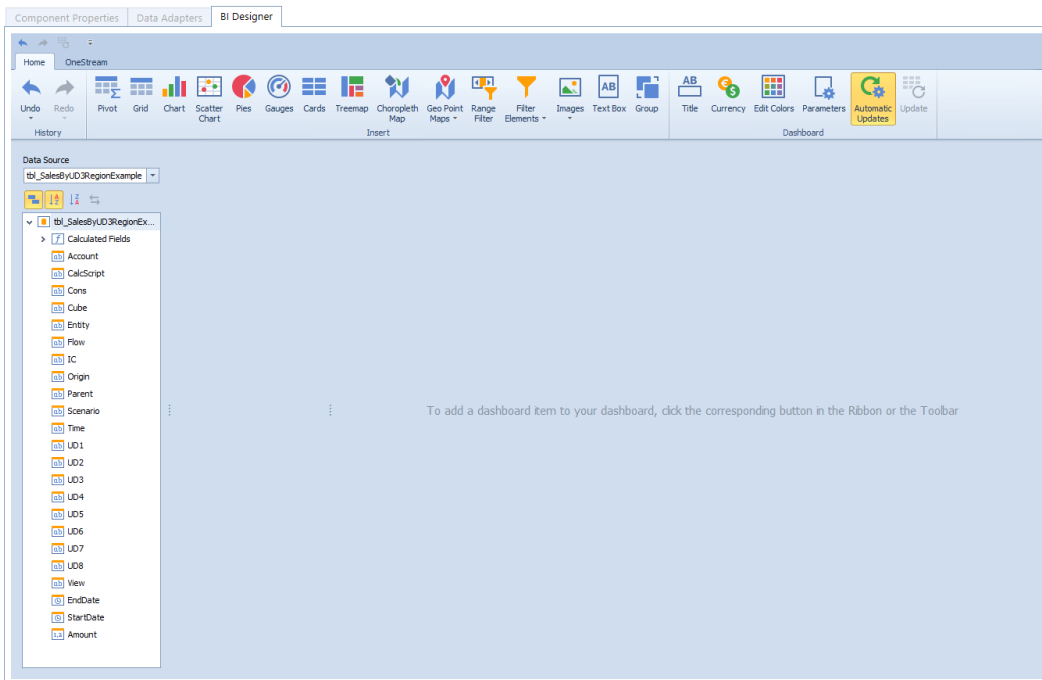 Component Properties Data Adapters BI Designer
Home OneStream
Undo Redo Pivot Grid Chart Scatter Chart Pies Gauges Cards Treemap Choropleth Map Geo Point Maps Range Filter Filter Elements Images Text Box Group Title Currency Edit Colors Parameters Automatic Updates Update
History Insert Dashboard
Data Source
tbl_SalesByUD3RegionExample
tbl_SalesByUD3RegionEx...
Calculated Fields
Account
CalcScript
Cons
Cube
Entity
Flow
IC
Origin
Parent
Scenario
To add a dashboard item to your dashboard, click the corresponding button in the Ribbon or the Toolbar
Time
UD1
UD2
UD3
UD4
UD5
UD6
UD7
UD8
View
EndDate
StartDate
Amount